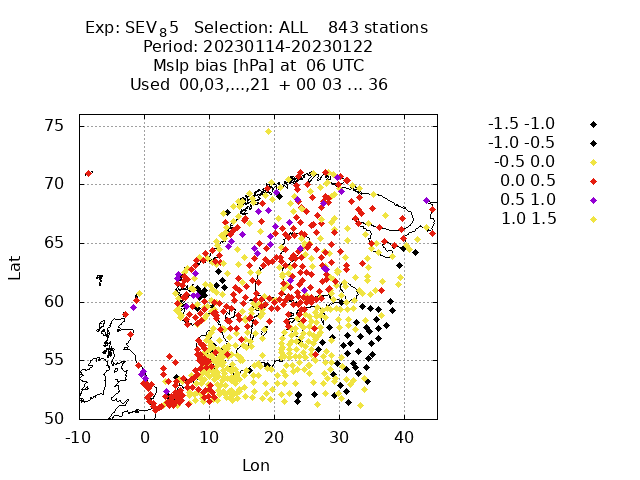 Exp: SEV85 Selection: ALL 843 stations
Period: 20230114-20230122
Mslp bias [hPa] at 06 UTC
Used 00,03,...,21 + 00 03 ... 36
75
70
65
60
55
50
-10 0 10 20 30 40
Lat
Lon
-1.5 -1.0
-1.0 -0.5
-0.5 0.0
0.0 0.5
0.5 1.0
1.0 1.5